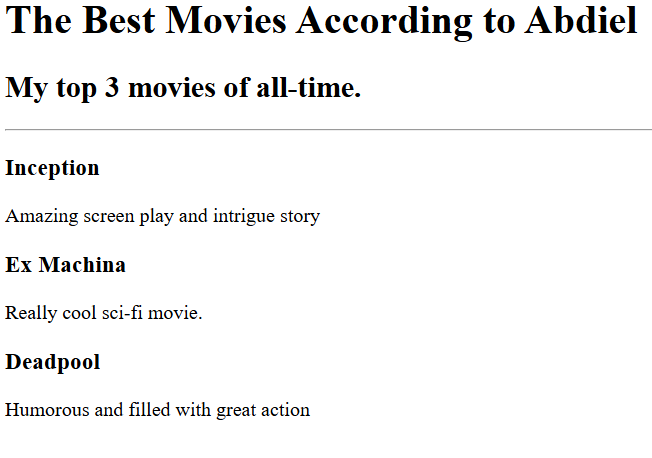 The Best Movies According to Abdiel
My top 3 movies of all-time.
Inception
Amazing screen play and intrigue story
Ex Machina
Really cool sci-fi movie.
Deadpool
Humorous and filled with great action